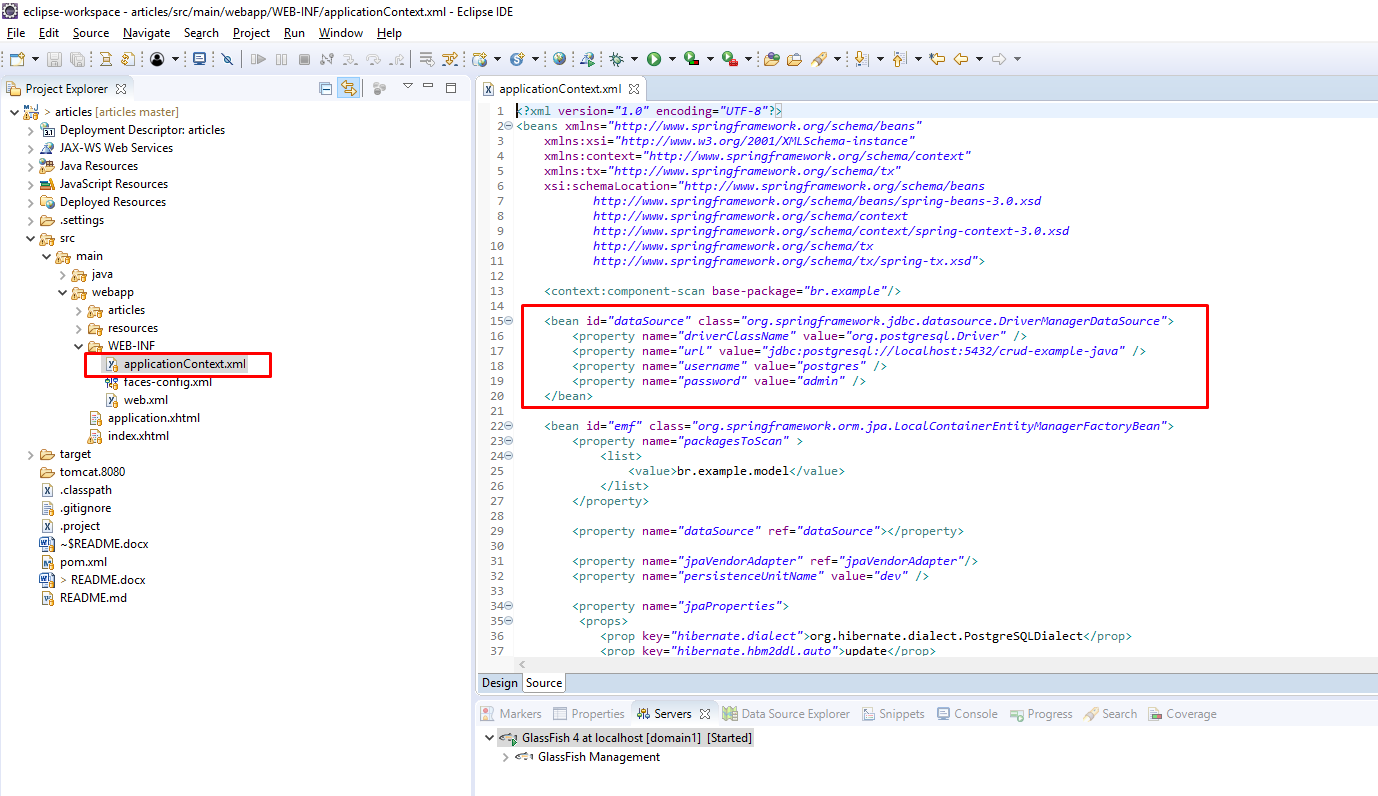 eclipse-workspace - articles/src/main/webapp/WEB-INF/applicationContext.xml - Eclipse IDE
File Edit Source Navigate Search Project Run Window Help
Project Explorer
> articles [articles master]
Deployment Descriptor: articles
JAX-WS Web Services
Java Resources
JavaScript Resources
Deployed Resources
.settings
src
main
java
webapp
articles
resources
WEB-INF
applicationContext.xml
faces-config.xml
web.xml
application.xhtml
index.xhtml
target
tomcat.8080
.classpath
.gitignore
.project
~$README.docx
pom.xml
> README.docx
README.md
applicationContext.xml
1 <?xml version="1.0" encoding="UTF-8"?>
2 <beans xmlns="http://www.springframework.org/schema/beans"
3 xmlns:xsi="http://www.w3.org/2001/XMLSchema-instance"
4 xmlns:context="http://www.springframework.org/schema/context"
5 xmlns:tx="http://www.springframework.org/schema/tx"
6 xsi:schemaLocation="http://www.springframework.org/schema/beans
7 http://www.springframework.org/schema/beans/spring-beans-3.0.xsd
8 http://www.springframework.org/schema/context
9 http://www.springframework.org/schema/context/spring-context-3.0.xsd
10 http://www.springframework.org/schema/tx
11 http://www.springframework.org/schema/tx/spring-tx.xsd">
12
13 <context:component-scan base-package="br.example"/>
14
15 <bean id="dataSource" class="org.springframework.jdbc.datasource.DriverManagerDataSource">
16 <property name="driverClassName" value="org.postgresql.Driver" />
17 <property name="url" value="jdbc:postgresql://localhost:5432/crud-example-java" />
18 <property name="username" value="postgres" />
19 <property name="password" value="admin" />
20 </bean>
21
22 <bean id="emf" class="org.springframework.orm.jpa.LocalContainerEntityManagerFactoryBean">
23 <property name="packagesToScan" >
24 <list>
25 <value>br.example.model</value>
26 </list>
27 </property>
28
29 <property name="dataSource" ref="dataSource"></property>
30
31 <property name="jpaVendorAdapter" ref="jpaVendorAdapter"/>
32 <property name="persistenceUnitName" value="dev" />
33
34 <property name="jpaProperties">
35 <props>
36 <prop key="hibernate.dialect">org.hibernate.dialect.PostgreSQLDialect</prop>
37 <prop key="hibernate.hbm2ddl.auto">update</prop>
Design Source
Markers Properties Servers Data Source Explorer Snippets Console Progress Search Coverage
GlassFish 4 at localhost [domain1] [Started]
GlassFish Management